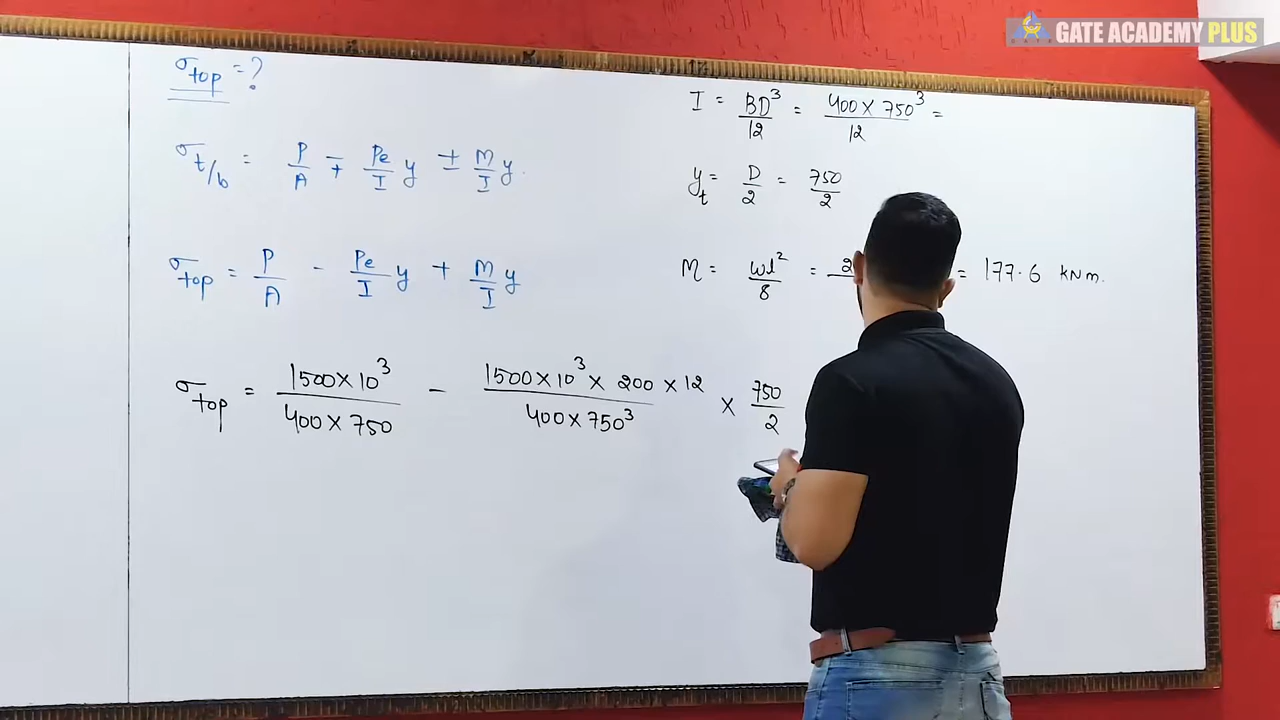 GATE ACADEMY PLUS
σtop = ?
σt/b = P/A ∓ Pe/I y ± M/I y.
σtop = P/A - Pe/I y + M/I y
σtop = 1500×10³/400×750 - 1500×10³×200×12/400×750³ × 750/2
I = BD³/12 = 400×750³/12 =
yt = D/2 = 750/2
M = wl²/8 = 2 = 177.6 kNm.